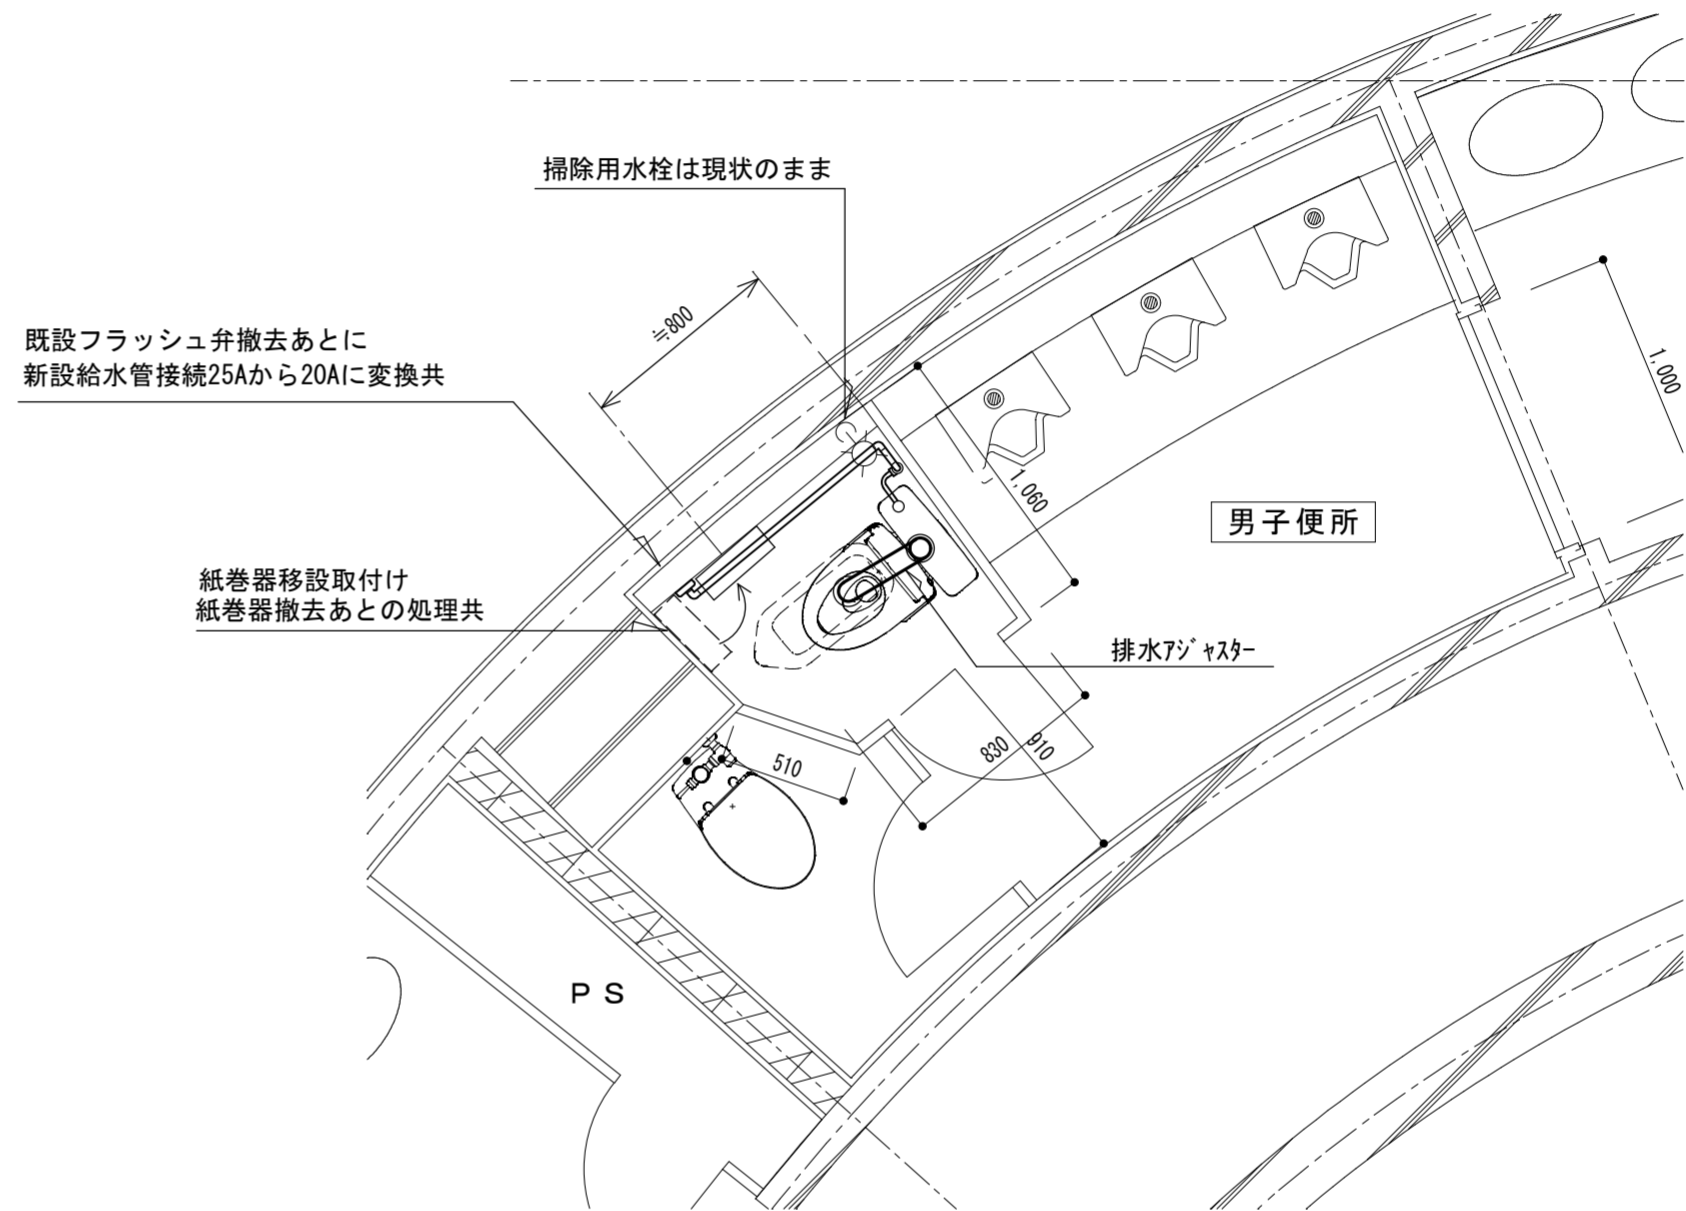 掃除用水栓は現状のまま
≒800
既設フラッシュ弁撤去あとに
新設給水管接続25Aから20Aに変換共
1,000
1,060
男子便所
紙巻器移設取付け
紙巻器撤去あとの処理共
排水アジャスター
830
910
510
PS